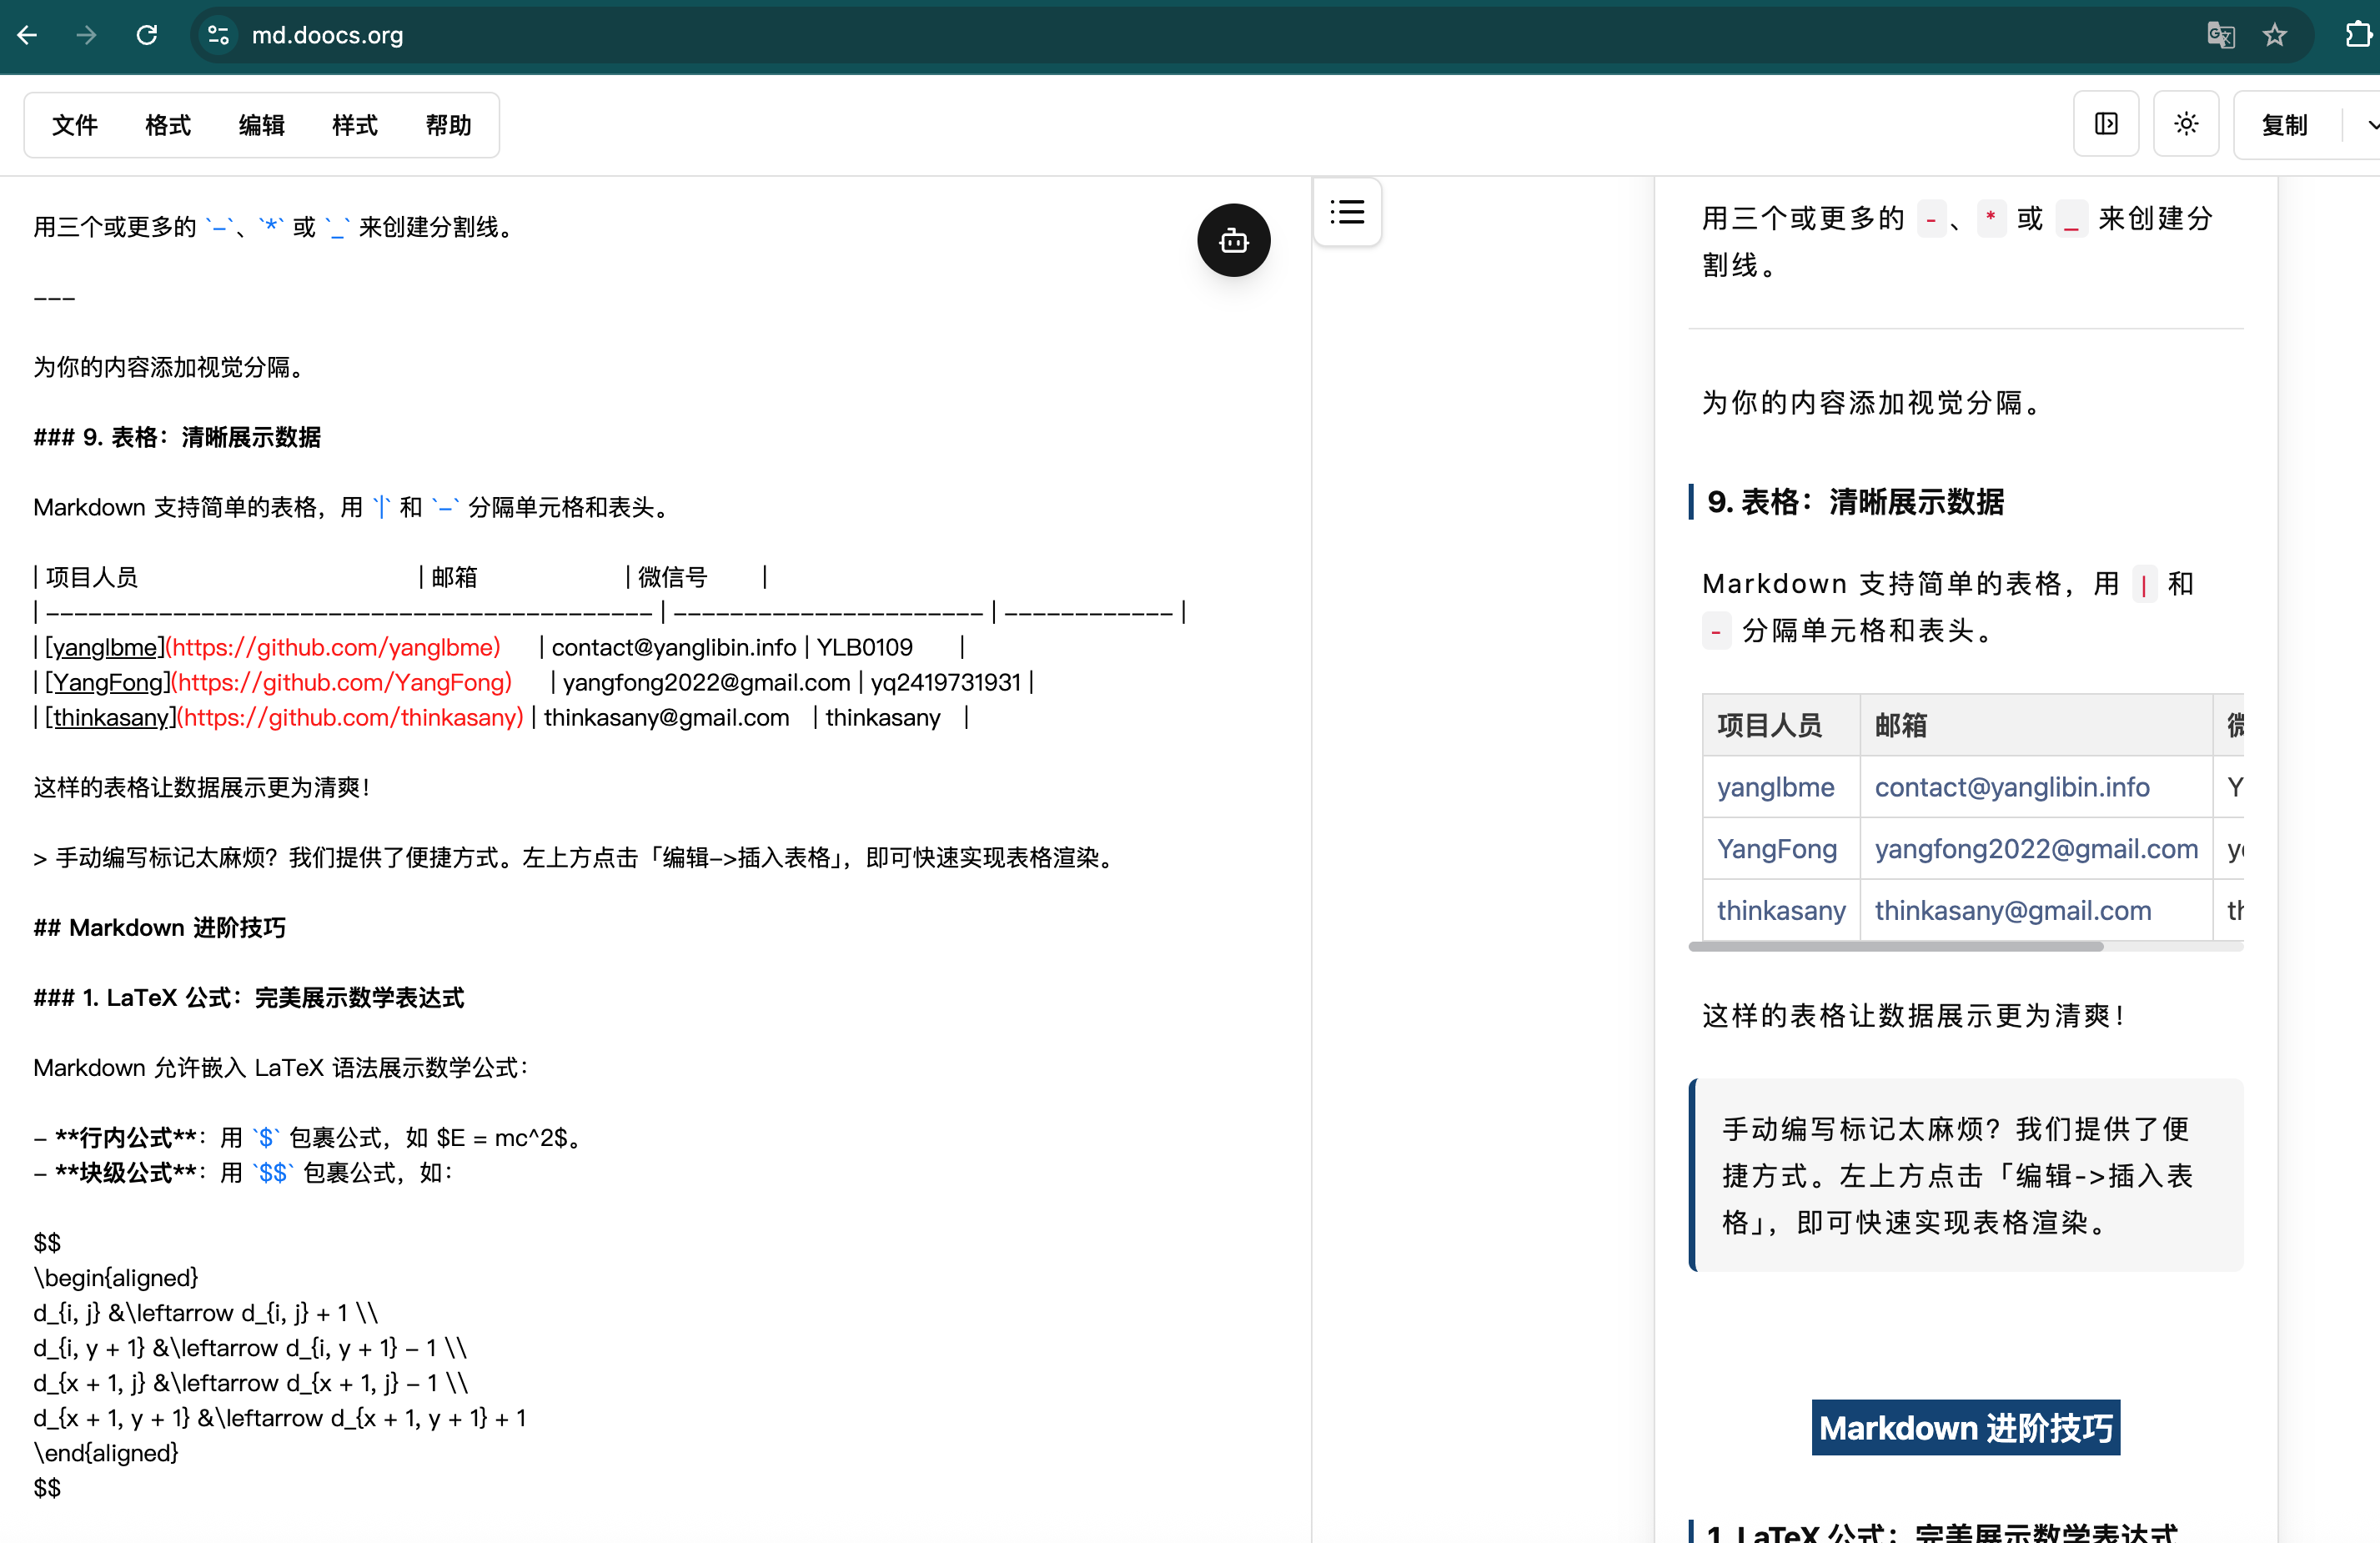 md.doocs.org
文件 格式 编辑 样式 帮助
复制
用三个或更多的 `-`、`*` 或 `_` 来创建分割线。
---
为你的内容添加视觉分隔。
### 9. 表格：清晰展示数据
Markdown 支持简单的表格，用 `|` 和 `-` 分隔单元格和表头。
| 项目人员 | 邮箱 | 微信号 |
| ------------------------------------------- | ---------------------- | ------------ |
| [yanglbme](https://github.com/yanglbme) | contact@yanglibin.info | YLB0109 |
| [YangFong](https://github.com/YangFong) | yangfong2022@gmail.com | yq2419731931 |
| [thinkasany](https://github.com/thinkasany) | thinkasany@gmail.com | thinkasany |
这样的表格让数据展示更为清爽！
> 手动编写标记太麻烦？我们提供了便捷方式。左上方点击「编辑->插入表格」，即可快速实现表格渲染。
## Markdown 进阶技巧
### 1. LaTeX 公式：完美展示数学表达式
Markdown 允许嵌入 LaTeX 语法展示数学公式：
- **行内公式**：用 `$` 包裹公式，如 $E = mc^2$。
- **块级公式**：用 `$$` 包裹公式，如：
$$
\begin{aligned}
d_{i, j} &\leftarrow d_{i, j} + 1 \\
d_{i, y + 1} &\leftarrow d_{i, y + 1} - 1 \\
d_{x + 1, j} &\leftarrow d_{x + 1, j} - 1 \\
d_{x + 1, y + 1} &\leftarrow d_{x + 1, y + 1} + 1
\end{aligned}
$$
用三个或更多的 - 、 * 或 _ 来创建分
割线。
为你的内容添加视觉分隔。
9. 表格：清晰展示数据
Markdown 支持简单的表格，用 | 和
- 分隔单元格和表头。
项目人员 邮箱
yanglbme contact@yanglibin.info Y
YangFong yangfong2022@gmail.com
thinkasany thinkasany@gmail.com
这样的表格让数据展示更为清爽！
手动编写标记太麻烦？我们提供了便
捷方式。左上方点击「编辑->插入表
格」，即可快速实现表格渲染。
Markdown 进阶技巧
1. LaTeX 公式：完美展示数学表达式